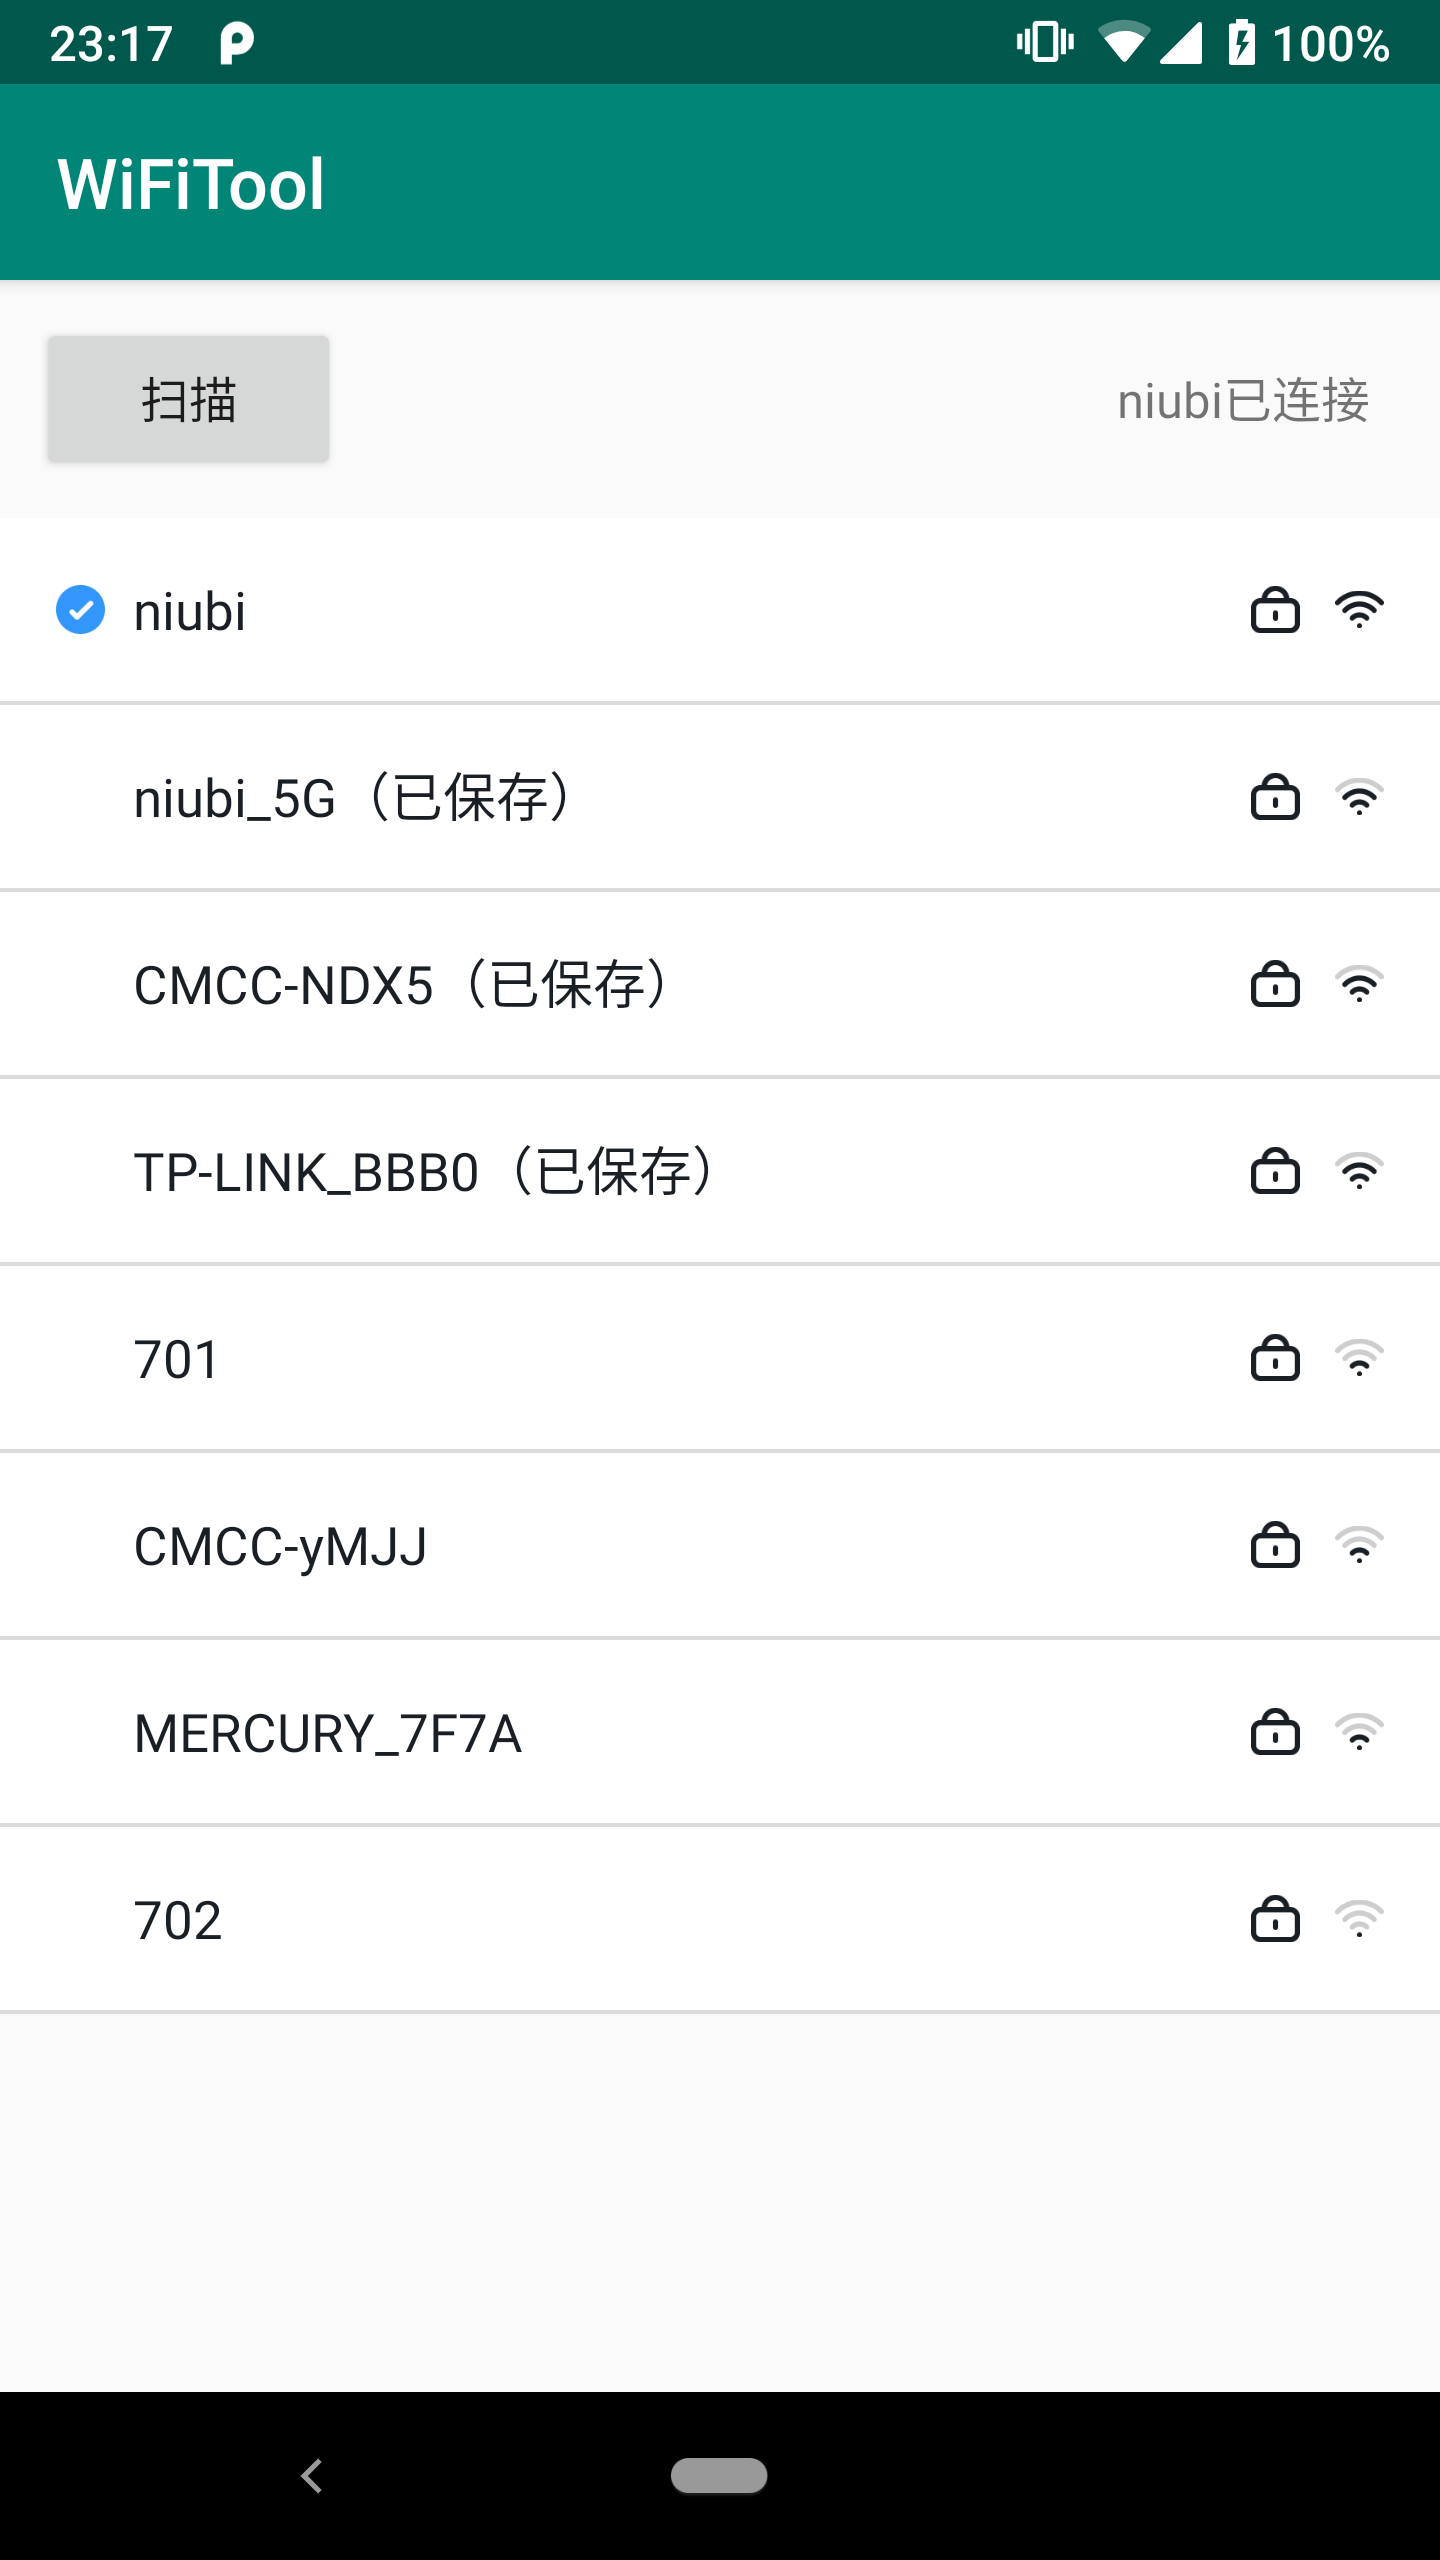 23:17 100%
WiFiTool
扫描 niubi已连接
niubi
niubi_5G（已保存）
CMCC-NDX5（已保存）
TP-LINK_BBB0（已保存）
701
CMCC-yMJJ
MERCURY_7F7A
702